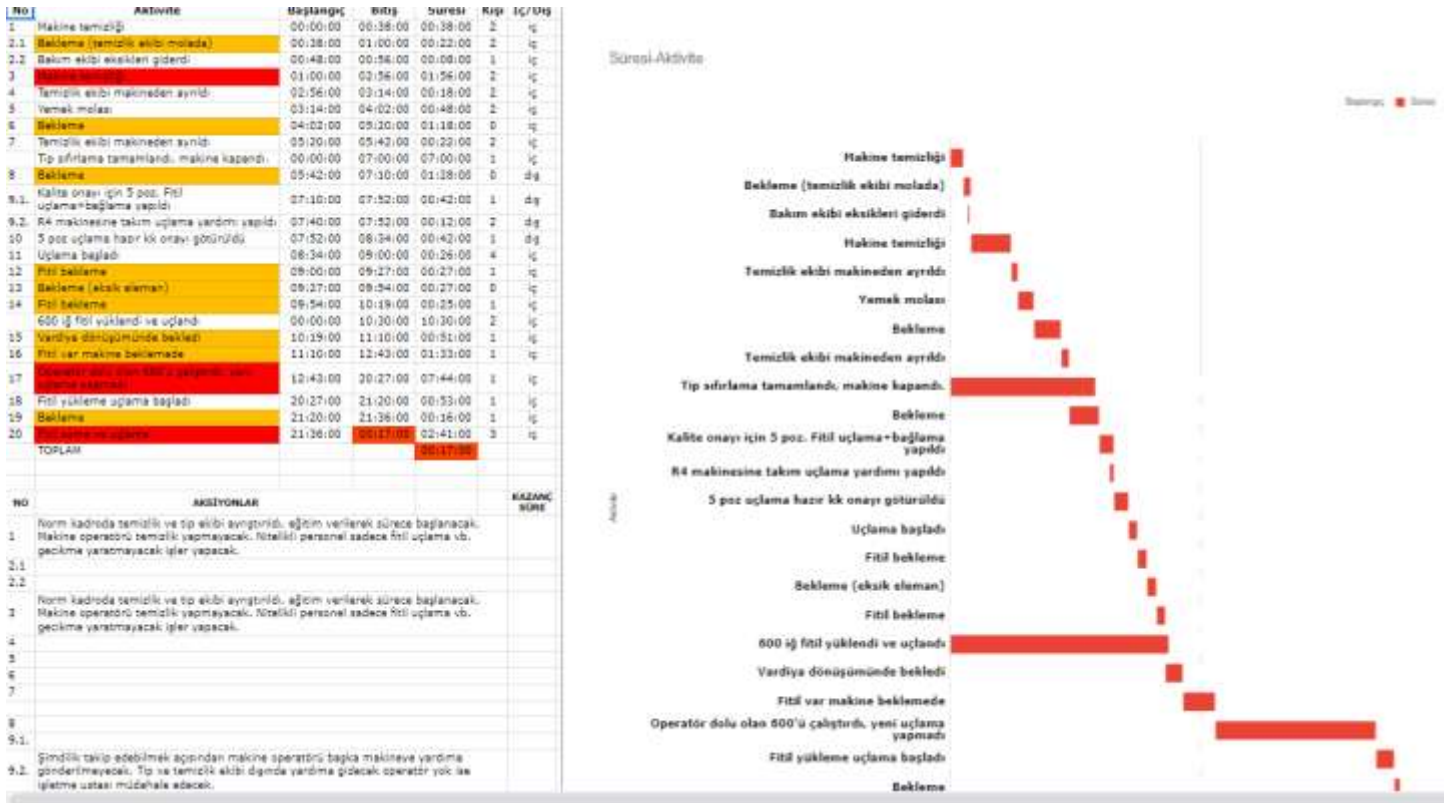 No Aktivite Başlangıç Bitiş Süresi Kişi İç/Dış
1 Makine temizliği 00:00:00 00:38:00 00:38:00 2 iç
2.1 Bekleme (temizlik ekibi molada) 00:38:00 01:00:00 00:22:00 2 iç
2.2 Bakım ekibi eksikleri giderdi 00:48:00 00:56:00 00:08:00 1 iç
3 Makine temizliği 01:00:00 02:56:00 01:56:00 2 iç
4 Temizlik ekibi makineden ayrıldı 02:56:00 03:14:00 00:18:00 2 iç
5 Yemek molası 03:14:00 04:02:00 00:48:00 2 iç
6 Bekleme 04:02:00 05:20:00 01:18:00 0 iç
7 Temizlik ekibi makineden ayrıldı 05:20:00 05:42:00 00:22:00 2 iç
Tip sıfırlama tamamlandı, makine kapandı. 00:00:00 07:00:00 07:00:00 1 iç
8 Bekleme 05:42:00 07:10:00 01:28:00 0 dış
9.1. Kalite onayı için 5 poz. Fitil
uçlama+bağlama yapıldı 07:10:00 07:52:00 00:42:00 1 dış
9.2. R4 makinesine takım uçlama yardımı yapıldı 07:40:00 07:52:00 00:12:00 2 dış
10 5 poz uçlama hazır kk onayı götürüldü 07:52:00 08:34:00 00:42:00 1 dış
11 Uçlama başladı 08:34:00 09:00:00 00:26:00 4 iç
12 Fitil bekleme 09:00:00 09:27:00 00:27:00 1 iç
13 Bekleme (eksik eleman) 09:27:00 09:54:00 00:27:00 0 iç
14 Fitil bekleme 09:54:00 10:19:00 00:25:00 1 iç
600 iğ fitil yüklendi ve uçlandı 00:00:00 10:30:00 10:30:00 2 iç
15 Vardiya dönüşümünde bekledi 10:19:00 11:10:00 00:51:00 1 iç
16 Fitil var makine beklemede 11:10:00 12:43:00 01:33:00 1 iç
17 Operatör dolu olan 600'ü çalıştırdı, yeni
uçlama yapmadı 12:43:00 20:27:00 07:44:00 1 iç
18 Fitil yükleme uçlama başladı 20:27:00 21:20:00 00:53:00 1 iç
19 Bekleme 21:20:00 21:36:00 00:16:00 1 iç
20 uçlama 21:36:00 00:17:00 02:41:00 3 iç
TOPLAM 00:17:00
NO AKSİYONLAR KAZANÇ
SÜRE
1 Norm kadroda temizlik ve tip ekibi ayrıştırıldı, eğitim verilerek sürece başlanacak.
Makine operatörü temizlik yapmayacak. Nitelikli personel sadece fitil uçlama vb.
gecikme yaratmayacak işler yapacak.
2.1
2.2
3 Norm kadroda temizlik ve tip ekibi ayrıştırıldı, eğitim verilerek sürece başlanacak.
Makine operatörü temizlik yapmayacak. Nitelikli personel sadece fitil uçlama vb.
gecikme yaratmayacak işler yapacak.
4
5
6
7
8
9.1.
9.2. Şimdilik takip edebilmek açısından makine operatörü başka makineye yardıma
gönderilmeyecek. Tip ve temizlik ekibi dışında yardıma gidecek operatör yok ise
işletme ustası müdahale edecek.
Süresi-Aktivite
Başlangıç Süresi
Aktivite
Makine temizliği
Bekleme (temizlik ekibi molada)
Bakım ekibi eksikleri giderdi
Makine temizliği
Temizlik ekibi makineden ayrıldı
Yemek molası
Bekleme
Temizlik ekibi makineden ayrıldı
Tip sıfırlama tamamlandı, makine kapandı.
Bekleme
Kalite onayı için 5 poz. Fitil uçlama+bağlama
yapıldı
R4 makinesine takım uçlama yardımı yapıldı
5 poz uçlama hazır kk onayı götürüldü
Uçlama başladı
Fitil bekleme
Bekleme (eksik eleman)
Fitil bekleme
600 iğ fitil yüklendi ve uçlandı
Vardiya dönüşümünde bekledi
Fitil var makine beklemede
Operatör dolu olan 600'ü çalıştırdı, yeni uçlama
yapmadı
Fitil yükleme uçlama başladı
Bekleme